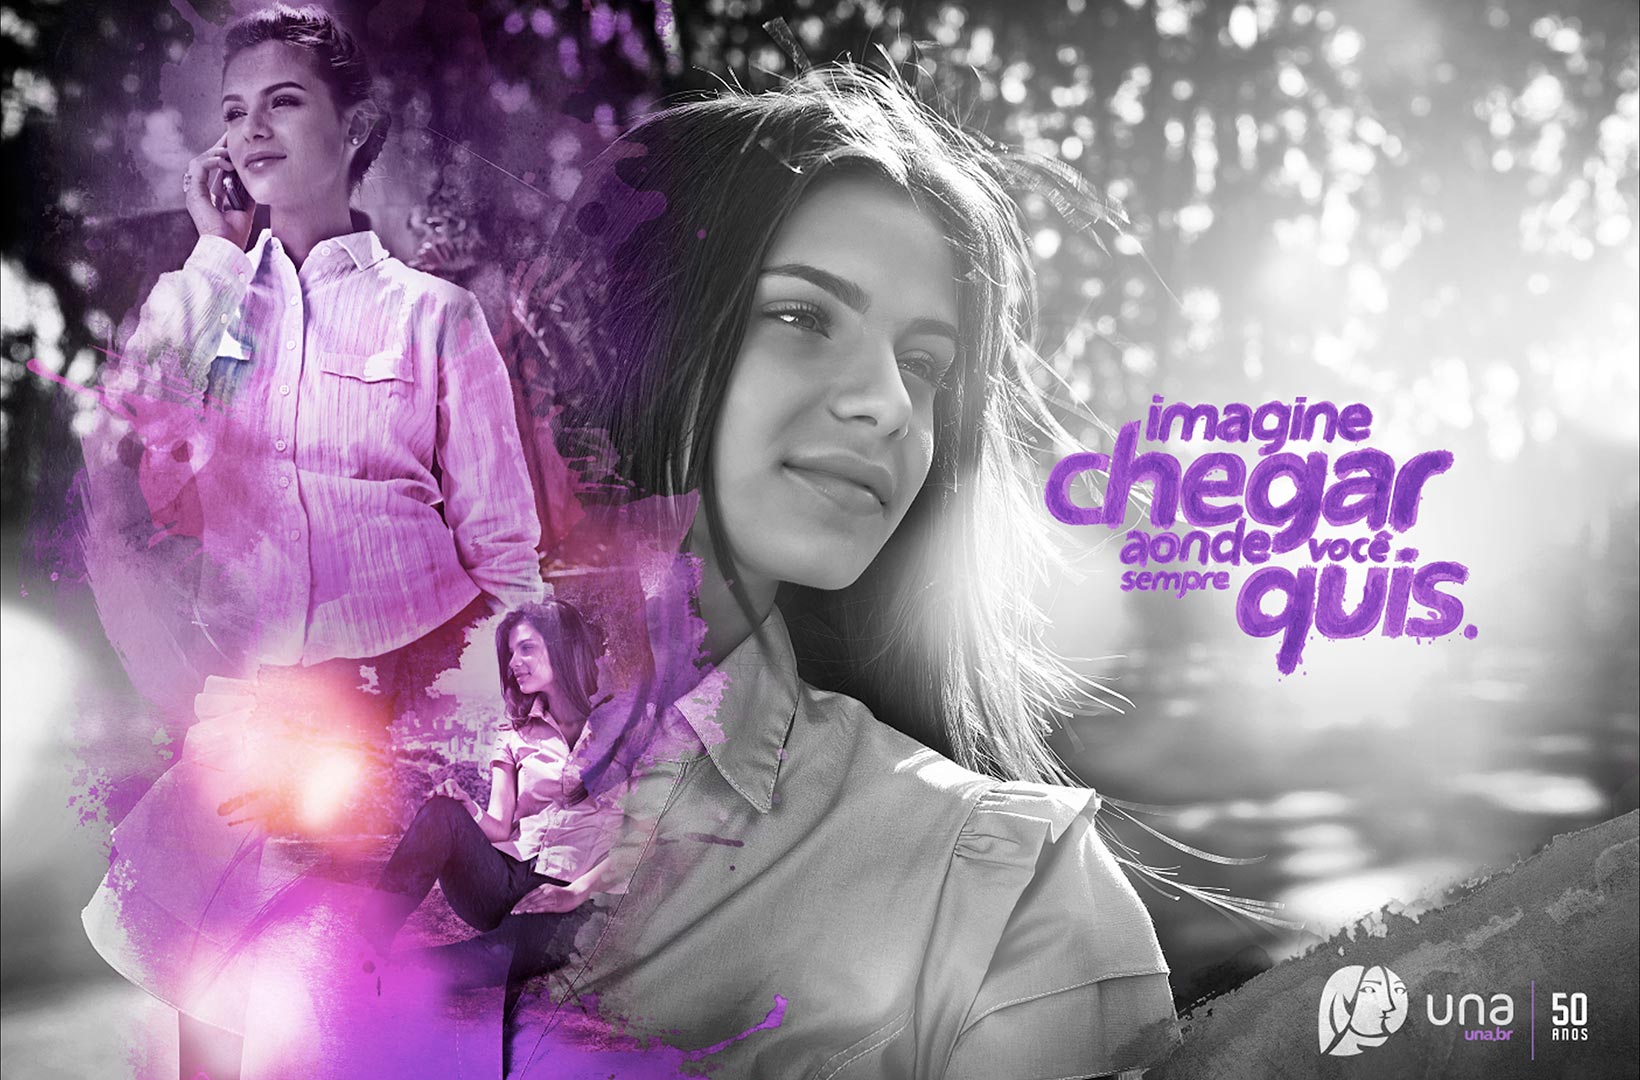 imagine
chegar
aonde você
sempre quis.
una
una.br
50
ANOS